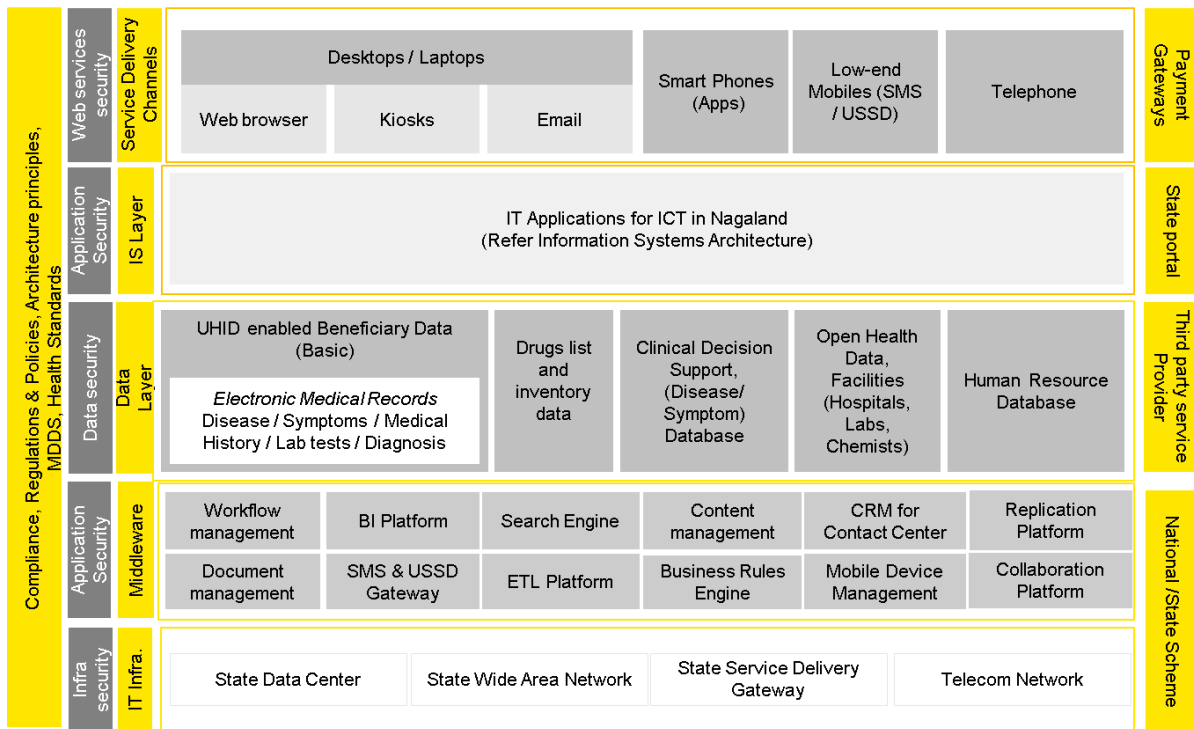 Compliance, Regulations & Policies, Architecture principles,
MDDS, Health Standards
Web services
security
Service Delivery
Channels
Desktops / Laptops
Web browser
Kiosks
Email
Smart Phones
(Apps)
Low-end
Mobiles (SMS
/ USSD)
Telephone
Payment
Gateways
Application
Security
IS Layer
IT Applications for ICT in Nagaland
(Refer Information Systems Architecture)
State portal
Data security
Data
Layer
UHID enabled Beneficiary Data
(Basic)
Electronic Medical Records
Disease / Symptoms / Medical
History / Lab tests / Diagnosis
Drugs list
and
inventory
data
Clinical Decision
Support,
(Disease/
Symptom)
Database
Open Health
Data,
Facilities
(Hospitals,
Labs,
Chemists)
Human Resource
Database
Third party service
Provider
Application
Security
Middleware
Workflow
management
BI Platform
Search Engine
Content
management
CRM for
Contact Center
Replication
Platform
Document
management
SMS & USSD
Gateway
ETL Platform
Business Rules
Engine
Mobile Device
Management
Collaboration
Platform
National /State Scheme
Infra
security
IT Infra.
State Data Center
State Wide Area Network
State Service Delivery
Gateway
Telecom Network